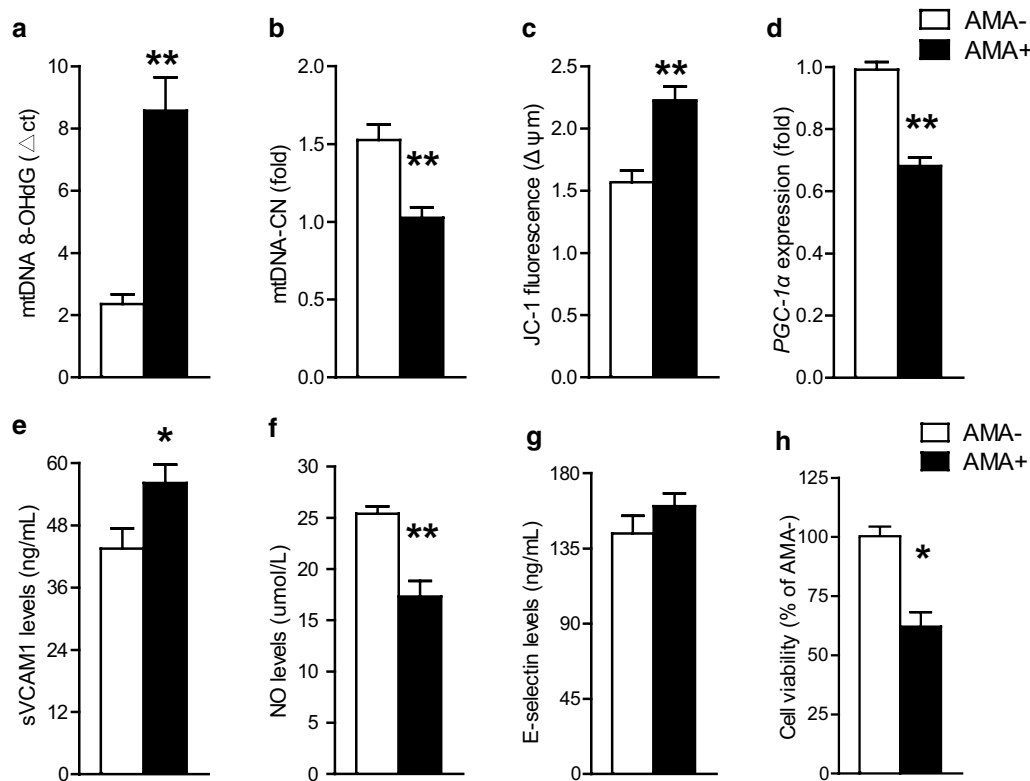 AMA-
AMA+
a
mtDNA 8-OHdG (△ct)
10
8
6
4
2
0
**
b
mtDNA-CN (fold)
2.0
1.5
1.0
0.5
0.0
**
c
JC-1 fluorescence (Δψm)
2.5
2.0
1.5
1.0
0.5
0.0
**
d
PGC-1α expression (fold)
1.0
0.8
0.6
0.4
0.2
0.0
**
e
sVCAM1 levels (ng/mL)
60
48
36
24
12
0
*
f
NO levels (umol/L)
30
25
20
15
10
5
0
**
g
E-selectin levels (ng/mL)
180
135
90
45
0
AMA-
AMA+
h
Cell viability (% of AMA-)
125
100
75
50
25
0
*